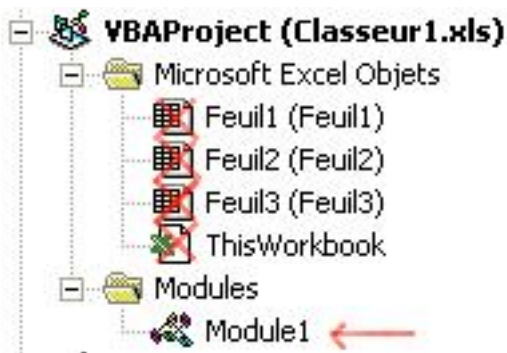 VBAProject (Classeur1.xls)
Microsoft Excel Objets
Feuil1 (Feuil1)
Feuil2 (Feuil2)
Feuil3 (Feuil3)
ThisWorkbook
Modules
Module1